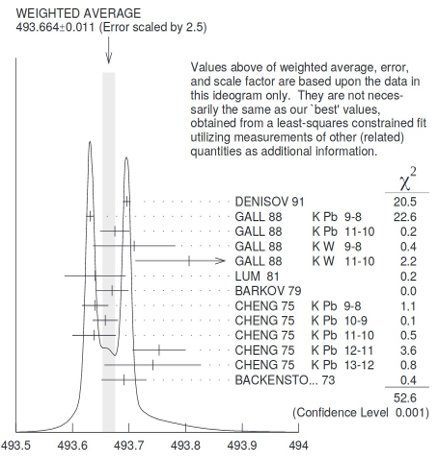 WEIGHTED AVERAGE
493.664±0.011 (Error scaled by 2.5)
Values above of weighted average, error,
and scale factor are based upon the data in
this ideogram only. They are not neces-
sarily the same as our `best' values,
obtained from a least-squares constrained fit
utilizing measurements of other (related)
quantities as additional information.
χ2
DENISOV 91 20.5
GALL 88 K Pb 9-8 22.6
GALL 88 K Pb 11-10 0.2
GALL 88 K W 9-8 0.4
GALL 88 K W 11-10 2.2
LUM 81 0.2
BARKOV 79 0.0
CHENG 75 K Pb 9-8 1.1
CHENG 75 K Pb 10-9 0.1
CHENG 75 K Pb 11-10 0.5
CHENG 75 K Pb 12-11 3.6
CHENG 75 K Pb 13-12 0.8
BACKENSTO... 73 0.4
52.6
(Confidence Level 0.001)
493.5 493.6 493.7 493.8 493.9 494